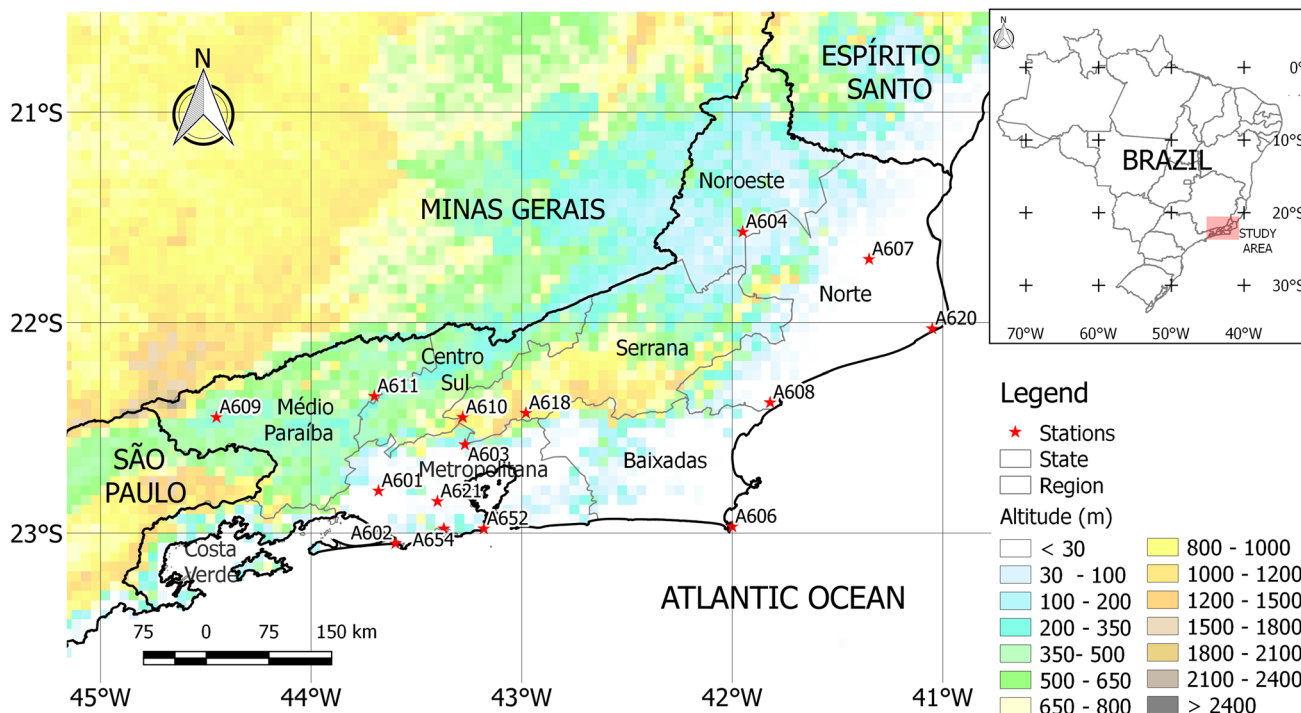 N
ESPÍRITO
SANTO
21°S
Noroeste
MINAS GERAIS
A604
A607
Norte
22°S
A620
Centro
Sul
Serrana
A611
A609
Médio
Paraíba
A610
A618
A608
SÃO
PAULO
A603
Metropolitana
Baixadas
A601
A621
A652
A606
23°S
A602
A654
Costa
Verde
ATLANTIC OCEAN
75 0 75 150 km
45°W 44°W 43°W 42°W 41°W
N
0°
BRAZIL
10°S
20°S
STUDY
AREA
30°S
70°W 60°W 50°W 40°W
Legend
Stations
State
Region
Altitude (m)
< 30
30 - 100
100 - 200
200 - 350
350- 500
500 - 650
650 - 800
800 - 1000
1000 - 1200
1200 - 1500
1500 - 1800
1800 - 2100
2100 - 2400
> 2400